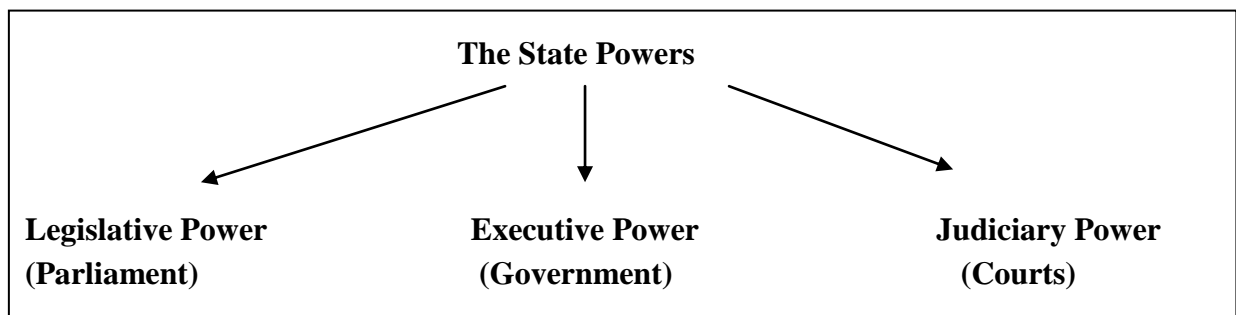 The State Powers
Legislative Power
(Parliament)
Executive Power
(Government)
Judiciary Power
(Courts)